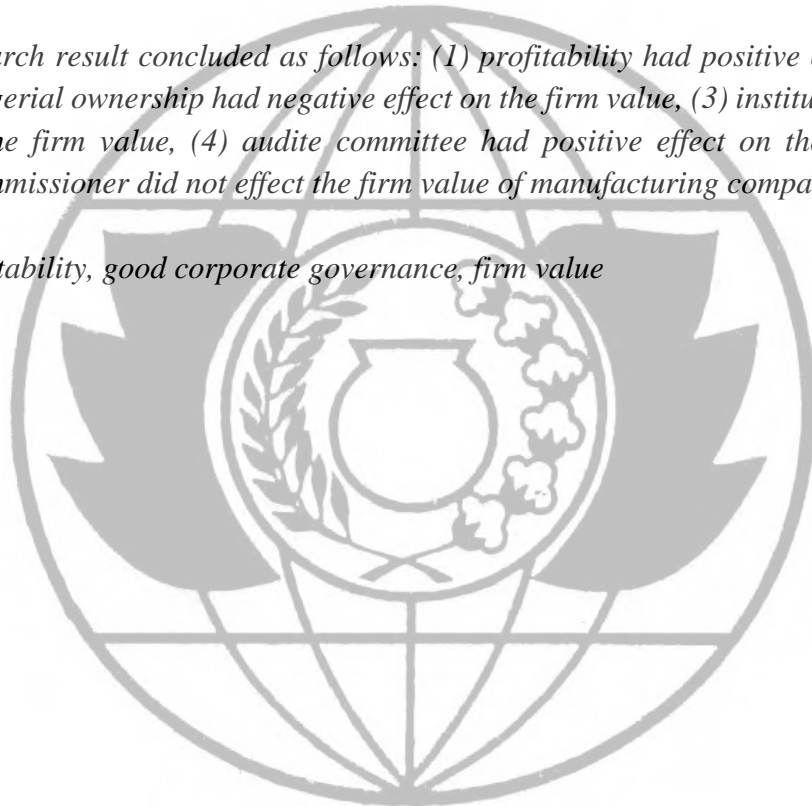 arch result concluded as follows: (1) profitability had positive
gerial ownership had negative effect on the firm value, (3) institu
he firm value, (4) audite committee had positive effect on the
mmissioner did not effect the firm value of manufacturing compa
tability, good corporate governance, firm value